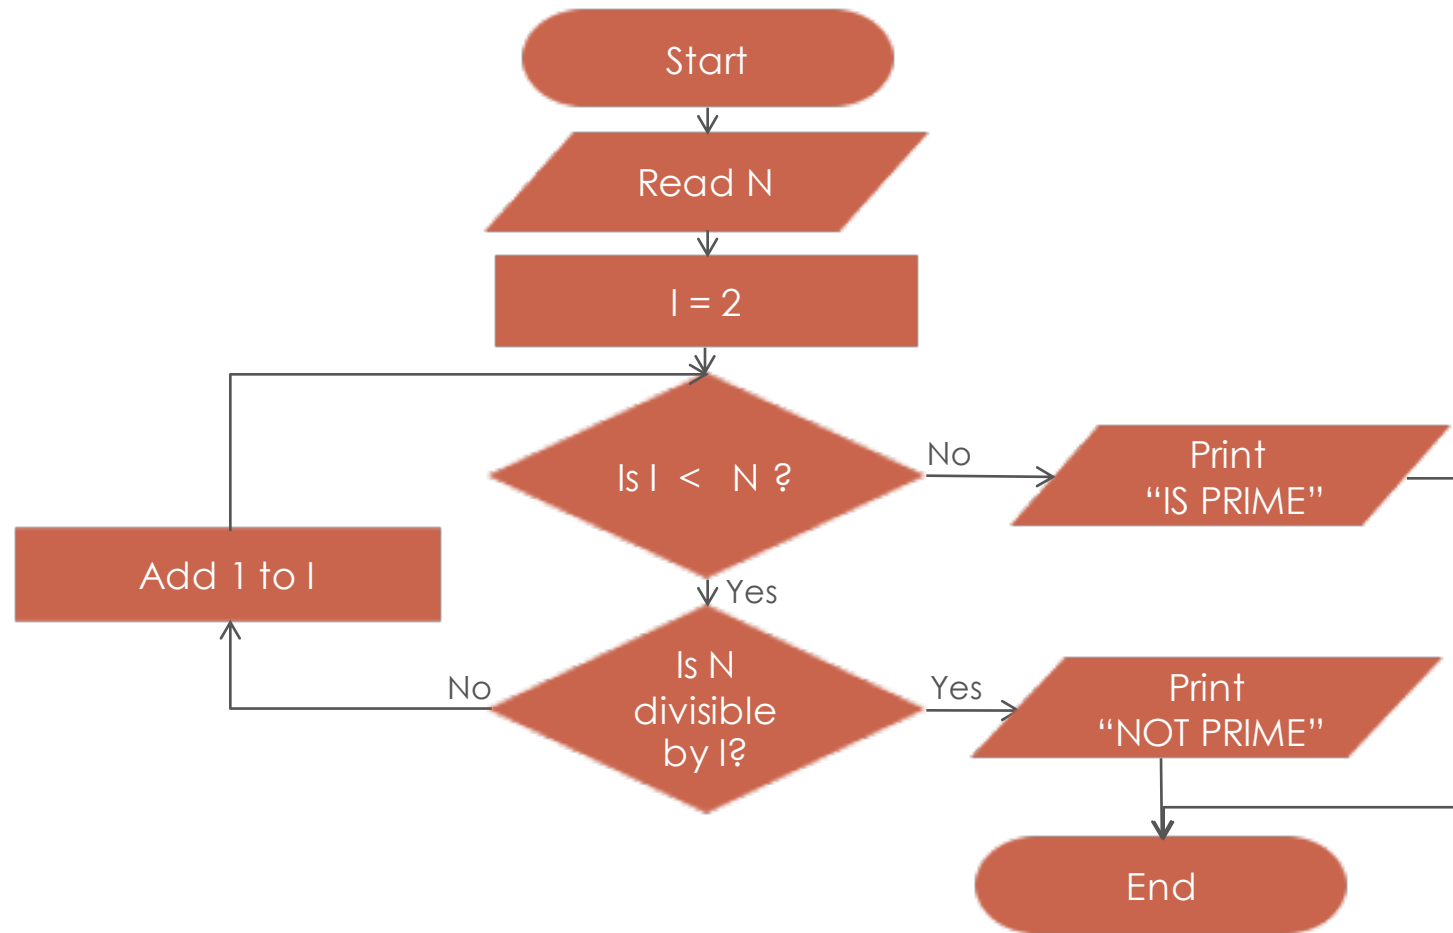 Start
Read N
I = 2
Is I < N ?
No
Print
“IS PRIME”
Add 1 to I
Yes
Is N
divisible
by I?
No
Yes
Print
“NOT PRIME”
End